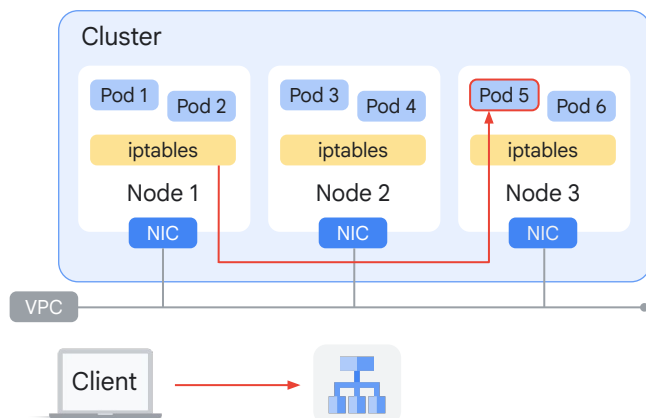 Cluster
Pod 1
Pod 2
iptables
Node 1
NIC
Pod 3
Pod 4
iptables
Node 2
NIC
Pod 5
Pod 6
iptables
Node 3
NIC
VPC
Client